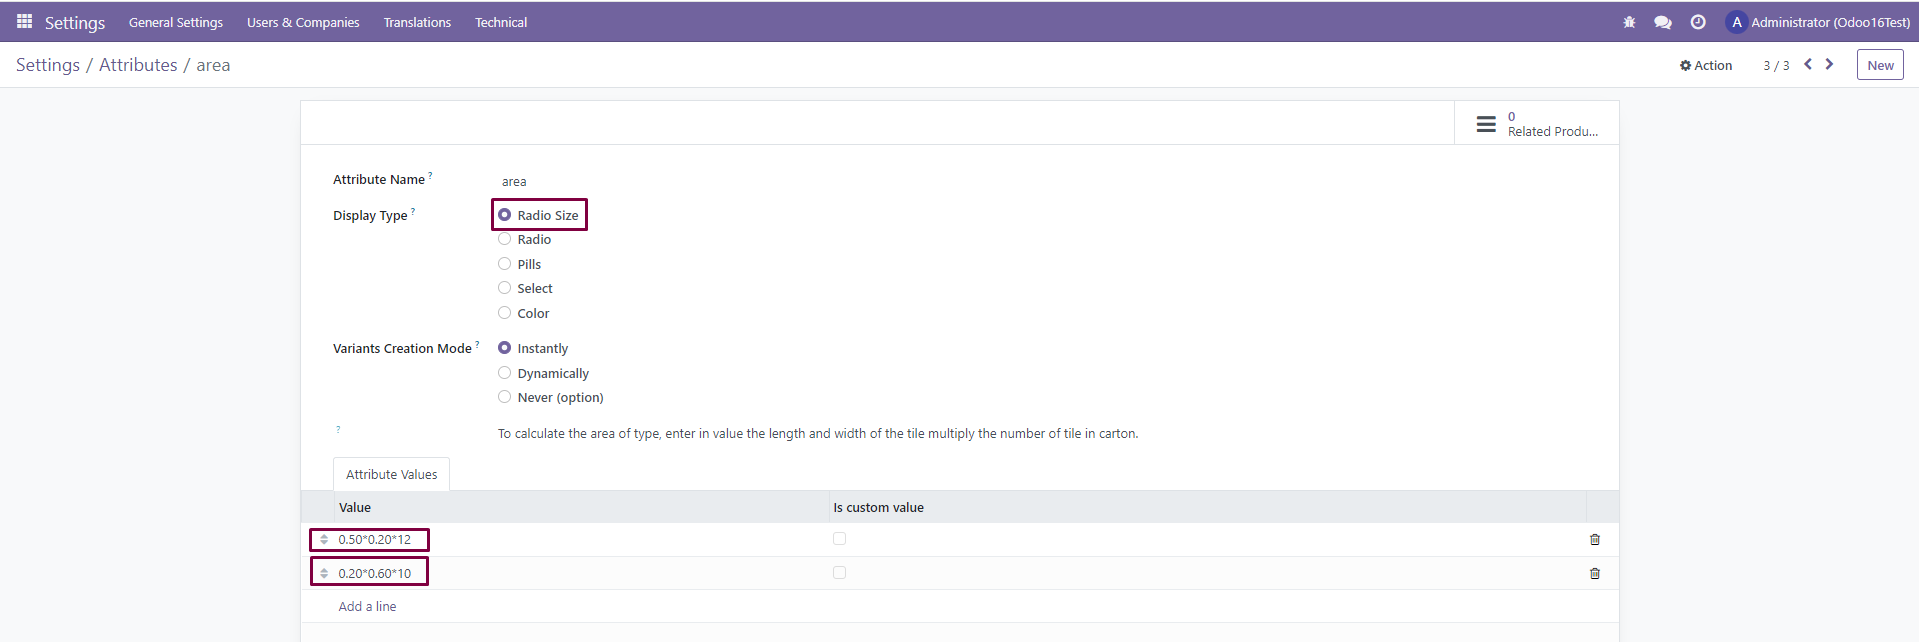 Settings General Settings Users & Companies Translations Technical A Administrator (Odoo16Test)
Settings / Attributes / area Action 3 / 3 New
0
Related Produ...
Attribute Name ? area
Display Type ? Radio Size
Radio
Pills
Select
Color
Variants Creation Mode ? Instantly
Dynamically
Never (option)
? To calculate the area of type, enter in value the length and width of the tile multiply the number of tile in carton.
Attribute Values
Value Is custom value
0.50*0.20*12
0.20*0.60*10
Add a line